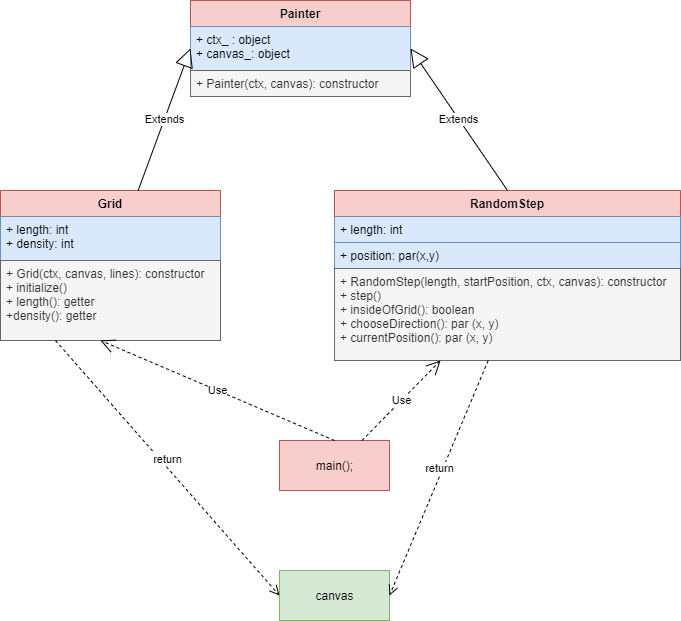 Painter
+ ctx_ : object
+ canvas_: object
+ Painter(ctx, canvas): constructor
Extends
Extends
Grid
+ length: int
+ density: int
+ Grid(ctx, canvas, lines): constructor
+ initialize()
+ length(): getter
+density(): getter
RandomStep
+ length: int
+ position: par(x,y)
+ RandomStep(length, startPosition, ctx, canvas): constructor
+ step()
+ insideOfGrid(): boolean
+ chooseDirection(): par (x, y)
+ currentPosition(): par (x, y)
Use
Use
main();
return
return
canvas